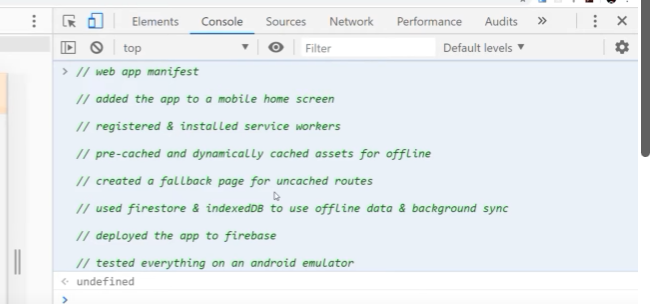 Elements Console Sources Network Performance Audits »
top Filter Default levels
// web app manifest
// added the app to a mobile home screen
// registered & installed service workers
// pre-cached and dynamically cached assets for offline
// created a fallback page for uncached routes
// used firestore & indexedDB to use offline data & background sync
// deployed the app to firebase
// tested everything on an android emulator
undefined